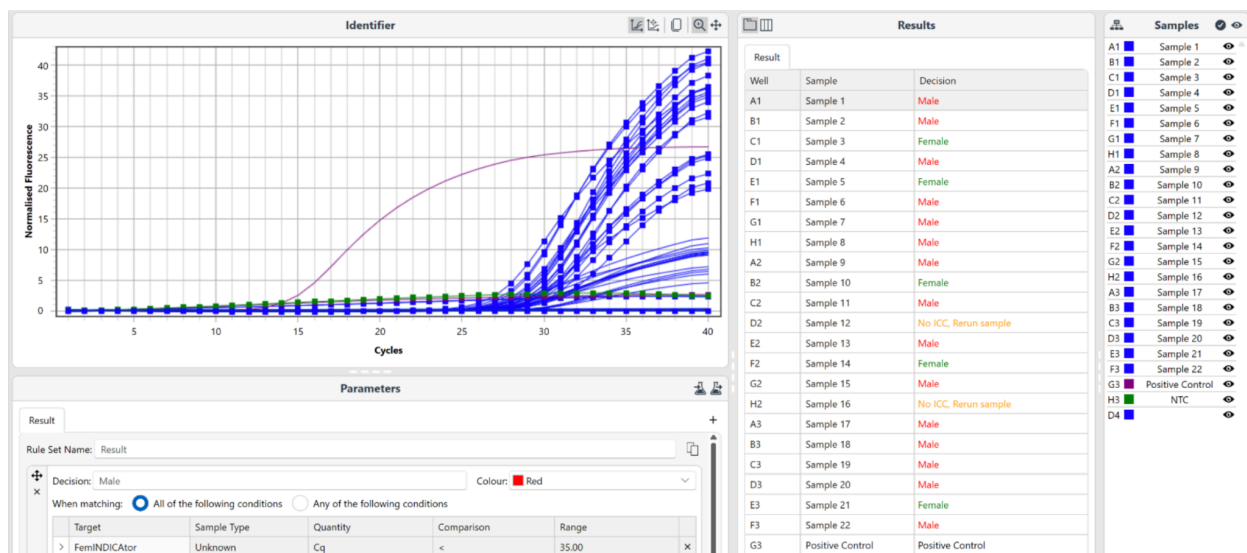 Identifier
Normalised Fluorescence
40
35
30
25
20
15
10
5
0
5
10
15
20
25
30
35
40
Cycles
Parameters
Result
+
Rule Set Name: Result
Decision: Male
Colour: Red
When matching: All of the following conditions Any of the following conditions
Target Sample Type Quantity Comparison Range
> FemINDICAtor Unknown Cq < 35.00 ×
Results
Result
Well Sample Decision
A1 Sample 1 Male
B1 Sample 2 Male
C1 Sample 3 Female
D1 Sample 4 Male
E1 Sample 5 Female
F1 Sample 6 Male
G1 Sample 7 Male
H1 Sample 8 Male
A2 Sample 9 Male
B2 Sample 10 Female
C2 Sample 11 Male
D2 Sample 12 No ICC, Rerun sample
E2 Sample 13 Male
F2 Sample 14 Female
G2 Sample 15 Male
H2 Sample 16 No ICC, Rerun sample
A3 Sample 17 Male
B3 Sample 18 Male
C3 Sample 19 Male
D3 Sample 20 Male
E3 Sample 21 Female
F3 Sample 22 Male
G3 Positive Control Positive Control
Samples
A1 Sample 1
B1 Sample 2
C1 Sample 3
D1 Sample 4
E1 Sample 5
F1 Sample 6
G1 Sample 7
H1 Sample 8
A2 Sample 9
B2 Sample 10
C2 Sample 11
D2 Sample 12
E2 Sample 13
F2 Sample 14
G2 Sample 15
H2 Sample 16
A3 Sample 17
B3 Sample 18
C3 Sample 19
D3 Sample 20
E3 Sample 21
F3 Sample 22
G3 Positive Control
H3 NTC
D4